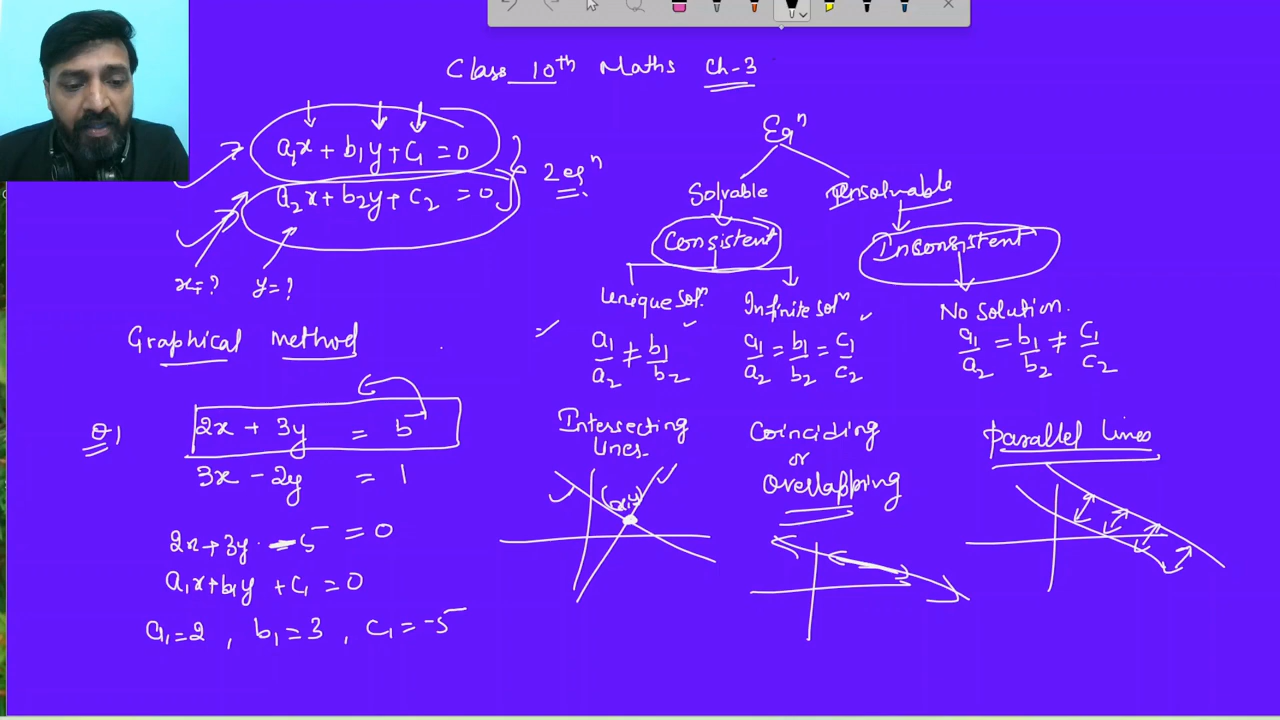 Class 10th Maths Ch-3
a₁x + b₁y + c₁ = 0
a₂x + b₂y + c₂ = 0
2 eqⁿ
x = ? y = ?
Eqⁿ
Solvable Unsolvable
Consistent Inconsistent
Unique solⁿ Infinite solⁿ No solution.
a₁/a₂ ≠ b₁/b₂ a₁/a₂ = b₁/b₂ = c₁/c₂ a₁/a₂ = b₁/b₂ ≠ c₁/c₂
Intersecting lines
Coinciding or Overlapping
parallel lines
(x,y)
Graphical method
Q1 2x + 3y = 5
3x - 2y = 1
2x + 3y - 5 = 0
a₁x + b₁y + c₁ = 0
a₁ = 2 , b₁ = 3 , c₁ = -5